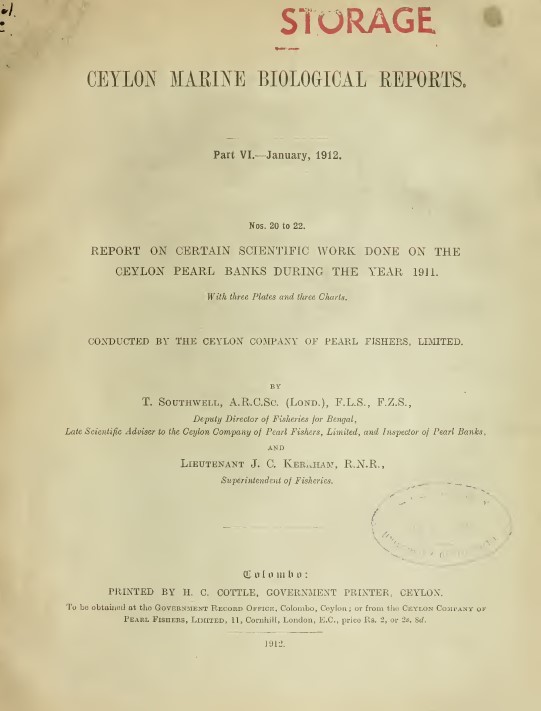 STORAGE
CEYLON MARINE BIOLOGICAL REPORTS.
Part VI.—January, 1912.
Nos. 20 to 22.
REPORT ON CERTAIN SCIENTIFIC WORK DONE ON THE
CEYLON PEARL BANKS DURING THE YEAR 1911.
With three Plates and three Charts.
CONDUCTED BY THE CEYLON COMPANY OF PEARL FISHERS, LIMITED.
BY
T. SOUTHWELL, A.R.C.Sc. (LOND.), F.L.S., F.Z.S.,
Deputy Director of Fisheries for Bengal,
Late Scientific Adviser to the Ceylon Company of Pearl Fishers, Limited, and Inspector of Pearl Banks,
AND
LIEUTENANT J. C. KERKHAM, R.N.R.,
Superintendent of Fisheries.
Colombo:
PRINTED BY H. C. COTTLE, GOVERNMENT PRINTER, CEYLON.
To be obtained at the GOVERNMENT RECORD OFFICE, Colombo, Ceylon; or from the CEYLON COMPANY OF
PEARL FISHERS, LIMITED, 11, Cornhill, London, E.C., price Rs. 2, or 2s. 8d.
1912.